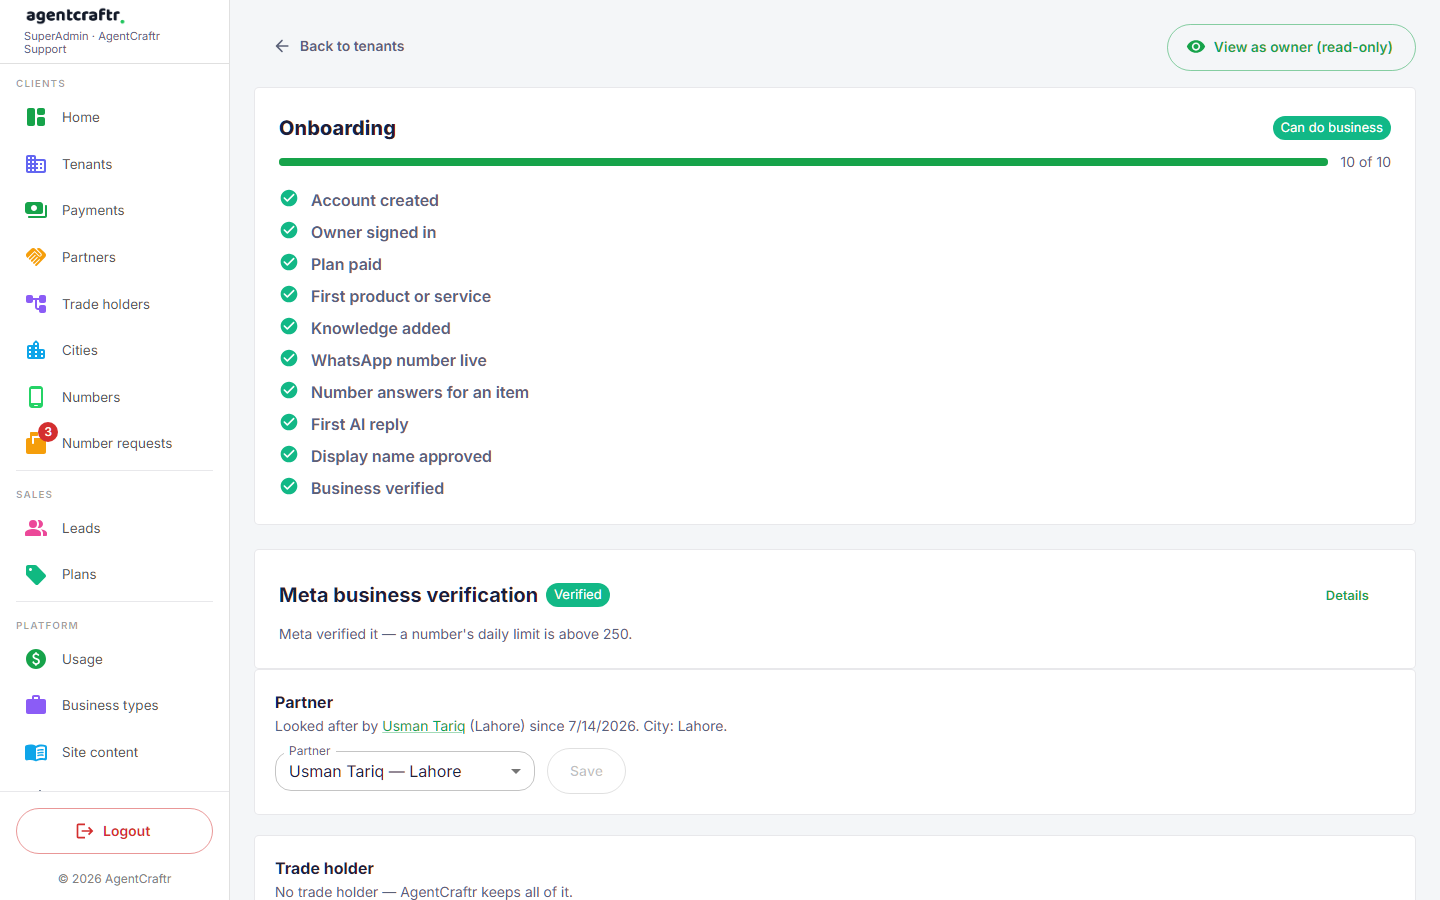 agentcraftr.
SuperAdmin · AgentCraftr
Support
CLIENTS
Home
Tenants
Payments
Partners
Trade holders
Cities
Numbers
3
Number requests
SALES
Leads
Plans
PLATFORM
Usage
Business types
Site content
Logout
© 2026 AgentCraftr
Back to tenants
View as owner (read-only)
Onboarding
Can do business
10 of 10
Account created
Owner signed in
Plan paid
First product or service
Knowledge added
WhatsApp number live
Number answers for an item
First AI reply
Display name approved
Business verified
Meta business verification
Verified
Details
Meta verified it — a number's daily limit is above 250.
Partner
Looked after by Usman Tariq (Lahore) since 7/14/2026. City: Lahore.
Partner
Usman Tariq — Lahore
Save
Trade holder
No trade holder — AgentCraftr keeps all of it.